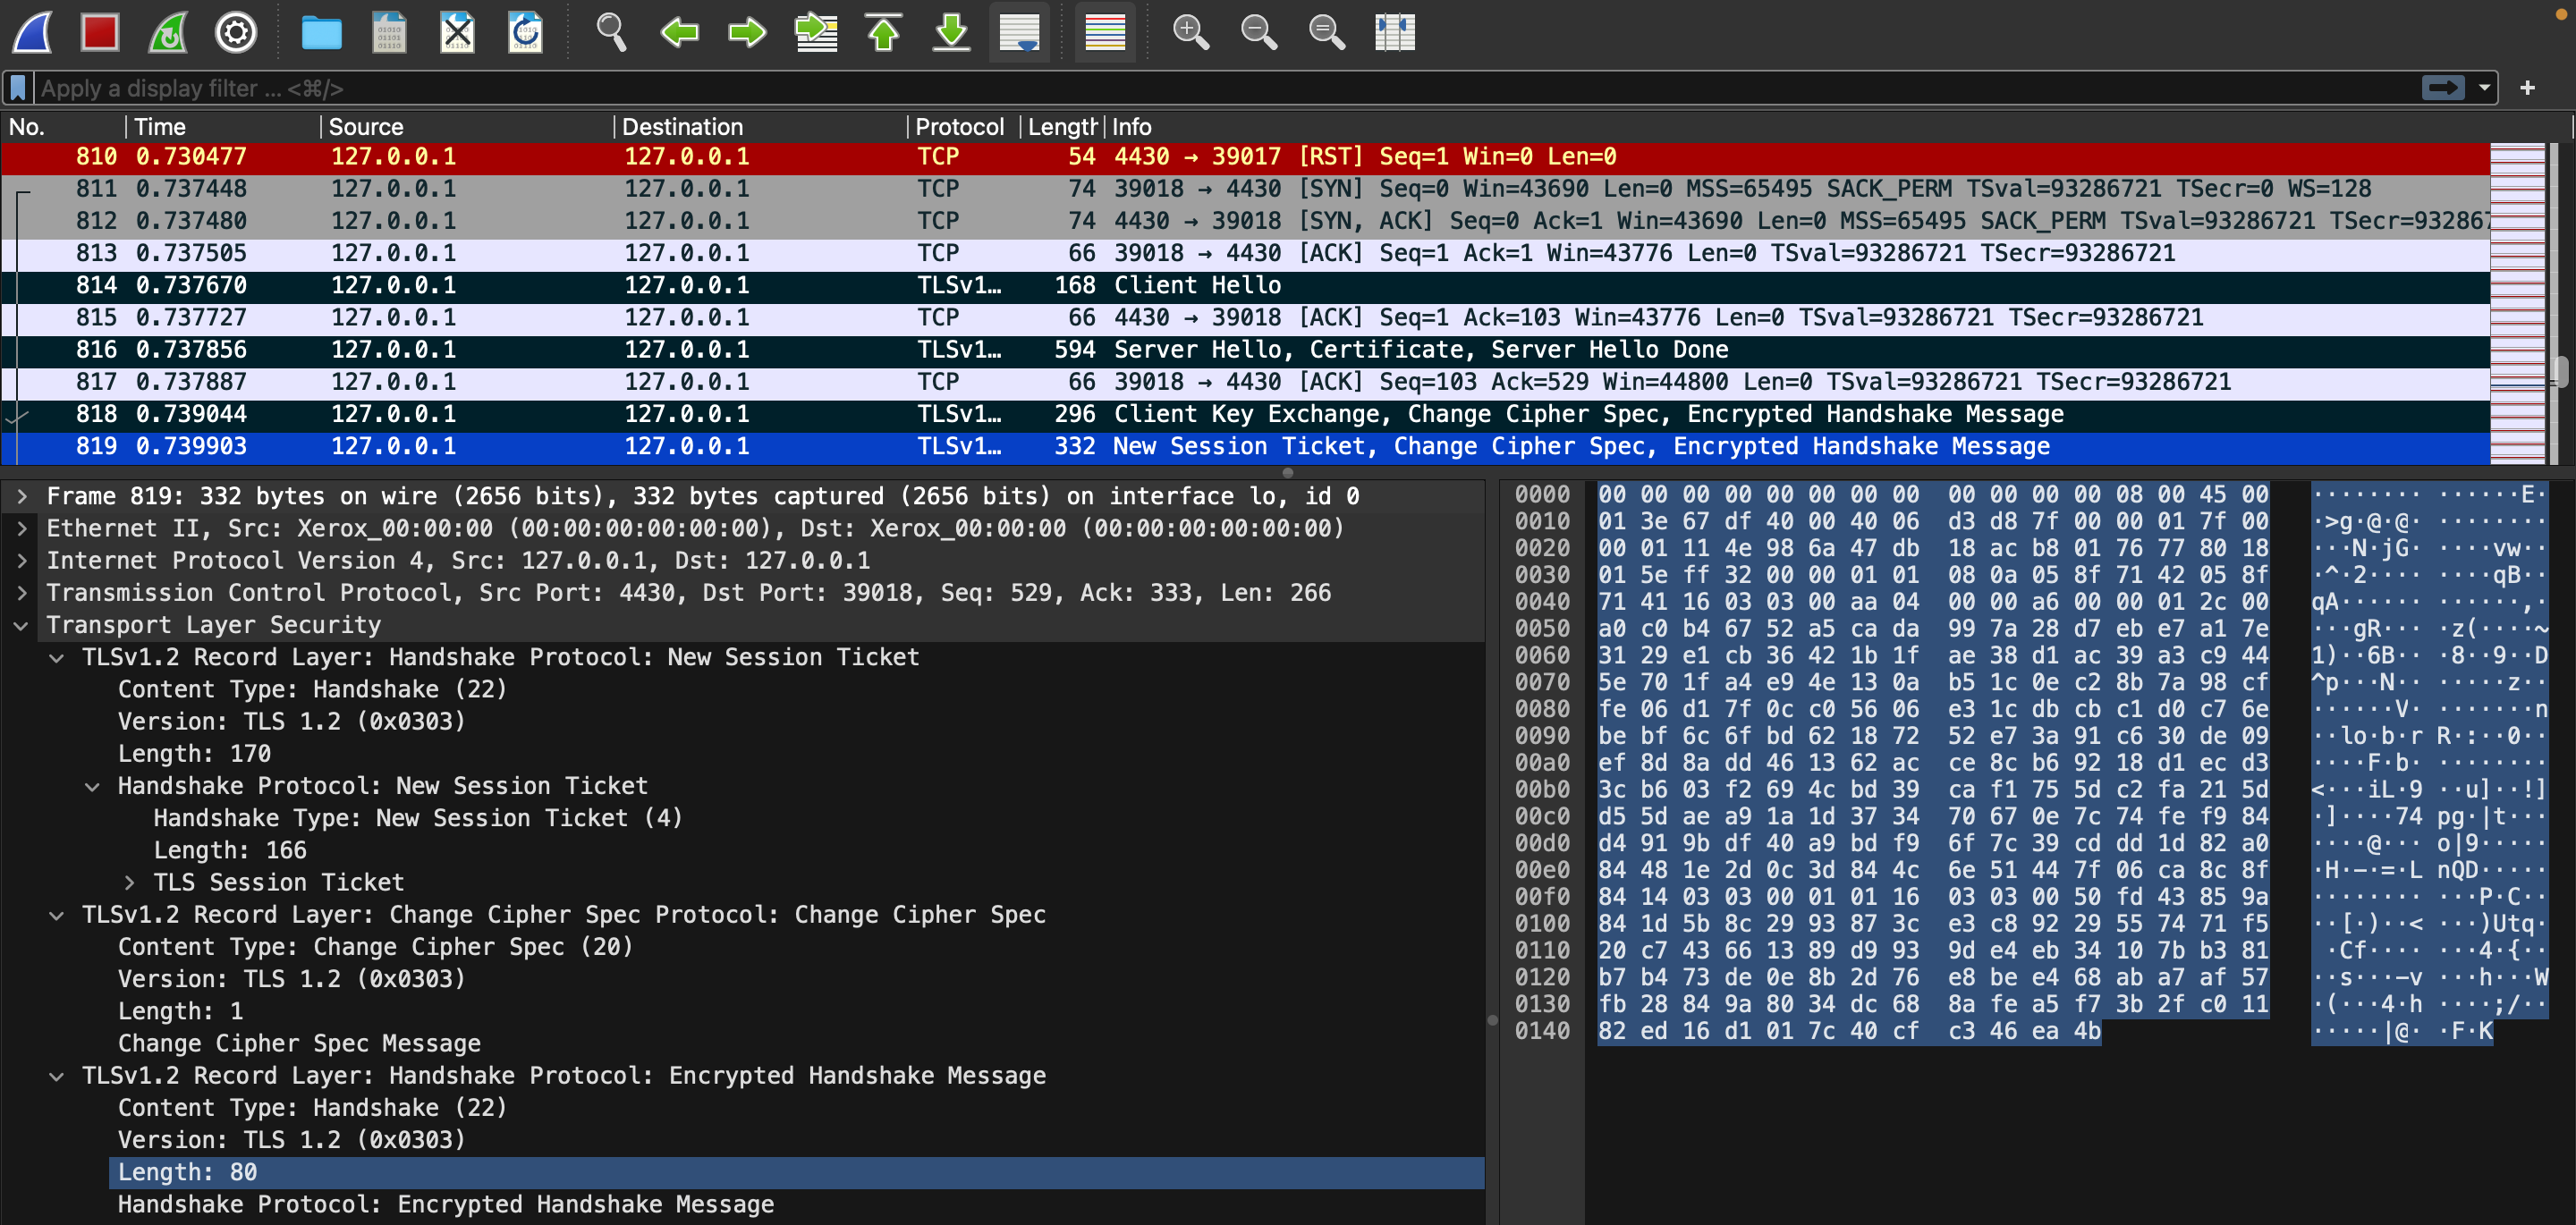 Apply a display filter ... <⌘/>
No. Time Source Destination Protocol Length Info
810 0.730477 127.0.0.1 127.0.0.1 TCP 54 4430 → 39017 [RST] Seq=1 Win=0 Len=0
811 0.737448 127.0.0.1 127.0.0.1 TCP 74 39018 → 4430 [SYN] Seq=0 Win=43690 Len=0 MSS=65495 SACK_PERM TSval=93286721 TSecr=0 WS=128
812 0.737480 127.0.0.1 127.0.0.1 TCP 74 4430 → 39018 [SYN, ACK] Seq=0 Ack=1 Win=43690 Len=0 MSS=65495 SACK_PERM TSval=93286721 TSecr=932867
813 0.737505 127.0.0.1 127.0.0.1 TCP 66 39018 → 4430 [ACK] Seq=1 Ack=1 Win=43776 Len=0 TSval=93286721 TSecr=93286721
814 0.737670 127.0.0.1 127.0.0.1 TLSv1… 168 Client Hello
815 0.737727 127.0.0.1 127.0.0.1 TCP 66 4430 → 39018 [ACK] Seq=1 Ack=103 Win=43776 Len=0 TSval=93286721 TSecr=93286721
816 0.737856 127.0.0.1 127.0.0.1 TLSv1… 594 Server Hello, Certificate, Server Hello Done
817 0.737887 127.0.0.1 127.0.0.1 TCP 66 39018 → 4430 [ACK] Seq=103 Ack=529 Win=44800 Len=0 TSval=93286721 TSecr=93286721
818 0.739044 127.0.0.1 127.0.0.1 TLSv1… 296 Client Key Exchange, Change Cipher Spec, Encrypted Handshake Message
819 0.739903 127.0.0.1 127.0.0.1 TLSv1… 332 New Session Ticket, Change Cipher Spec, Encrypted Handshake Message
Frame 819: 332 bytes on wire (2656 bits), 332 bytes captured (2656 bits) on interface lo, id 0
Ethernet II, Src: Xerox_00:00:00 (00:00:00:00:00:00), Dst: Xerox_00:00:00 (00:00:00:00:00:00)
Internet Protocol Version 4, Src: 127.0.0.1, Dst: 127.0.0.1
Transmission Control Protocol, Src Port: 4430, Dst Port: 39018, Seq: 529, Ack: 333, Len: 266
Transport Layer Security
TLSv1.2 Record Layer: Handshake Protocol: New Session Ticket
Content Type: Handshake (22)
Version: TLS 1.2 (0x0303)
Length: 170
Handshake Protocol: New Session Ticket
Handshake Type: New Session Ticket (4)
Length: 166
TLS Session Ticket
TLSv1.2 Record Layer: Change Cipher Spec Protocol: Change Cipher Spec
Content Type: Change Cipher Spec (20)
Version: TLS 1.2 (0x0303)
Length: 1
Change Cipher Spec Message
TLSv1.2 Record Layer: Handshake Protocol: Encrypted Handshake Message
Content Type: Handshake (22)
Version: TLS 1.2 (0x0303)
Length: 80
Handshake Protocol: Encrypted Handshake Message
0000 00 00 00 00 00 00 00 00 00 00 00 00 08 00 45 00 ········ ······E·
0010 01 3e 67 df 40 00 40 06 d3 d8 7f 00 00 01 7f 00 ·>g·@·@· ········
0020 00 01 11 4e 98 6a 47 db 18 ac b8 01 76 77 80 18 ···N·jG· ····vw··
0030 01 5e ff 32 00 00 01 01 08 0a 05 8f 71 42 05 8f ·^·2···· ····qB··
0040 71 41 16 03 03 00 aa 04 00 00 a6 00 00 01 2c 00 qA······ ······,·
0050 a0 c0 b4 67 52 a5 ca da 99 7a 28 d7 eb e7 a1 7e ···gR··· ·z(····~
0060 31 29 e1 cb 36 42 1b 1f ae 38 d1 ac 39 a3 c9 44 1)··6B·· ·8··9··D
0070 5e 70 1f a4 e9 4e 13 0a b5 1c 0e c2 8b 7a 98 cf ^p···N·· ·····z··
0080 fe 06 d1 7f 0c c0 56 06 e3 1c db cb c1 d0 c7 6e ······V· ·······n
0090 be bf 6c 6f bd 62 18 72 52 e7 3a 91 c6 30 de 09 ··lo·b·r R·:··0··
00a0 ef 8d 8a dd 46 13 62 ac ce 8c b6 92 18 d1 ec d3 ····F·b· ········
00b0 3c b6 03 f2 69 4c bd 39 ca f1 75 5d c2 fa 21 5d <···iL·9 ··u]··!]
00c0 d5 5d ae a9 1a 1d 37 34 70 67 0e 7c 74 fe f9 84 ·]····74 pg·|t···
00d0 d4 91 9b df 40 a9 bd f9 6f 7c 39 cd dd 1d 82 a0 ····@··· o|9·····
00e0 84 48 1e 2d 0c 3d 84 4c 6e 51 44 7f 06 ca 8c 8f ·H·-·=·L nQD·····
00f0 84 14 03 03 00 01 01 16 03 03 00 50 fd 43 85 9a ········ ···P·C··
0100 84 1d 5b 8c 29 93 87 3c e3 c8 92 29 55 74 71 f5 ··[·)··< ···)Utq·
0110 20 c7 43 66 13 89 d9 93 9d e4 eb 34 10 7b b3 81 ·Cf···· ···4·{··
0120 b7 b4 73 de 0e 8b 2d 76 e8 be e4 68 ab a7 af 57 ··s···-v ···h···W
0130 fb 28 84 9a 80 34 dc 68 8a fe a5 f7 3b 2f c0 11 ·(···4·h ····;/··
0140 82 ed 16 d1 01 7c 40 cf c3 46 ea 4b ·····|@· ·F·K